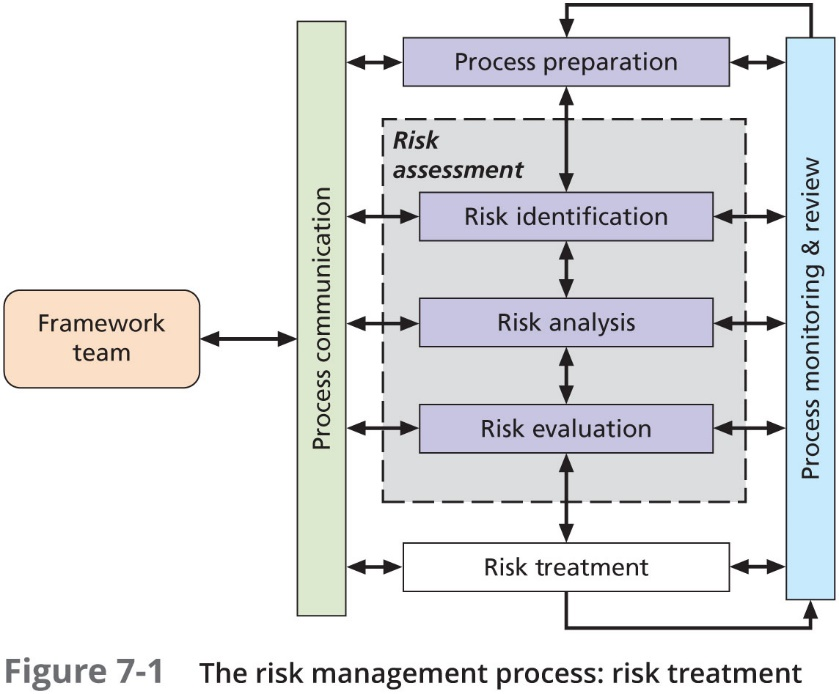 Process preparation
Risk
assessment
Risk identification
Risk analysis
Risk evaluation
Risk treatment
Framework
team
Process communication
Process monitoring & review
Figure 7-1 The risk management process: risk treatment